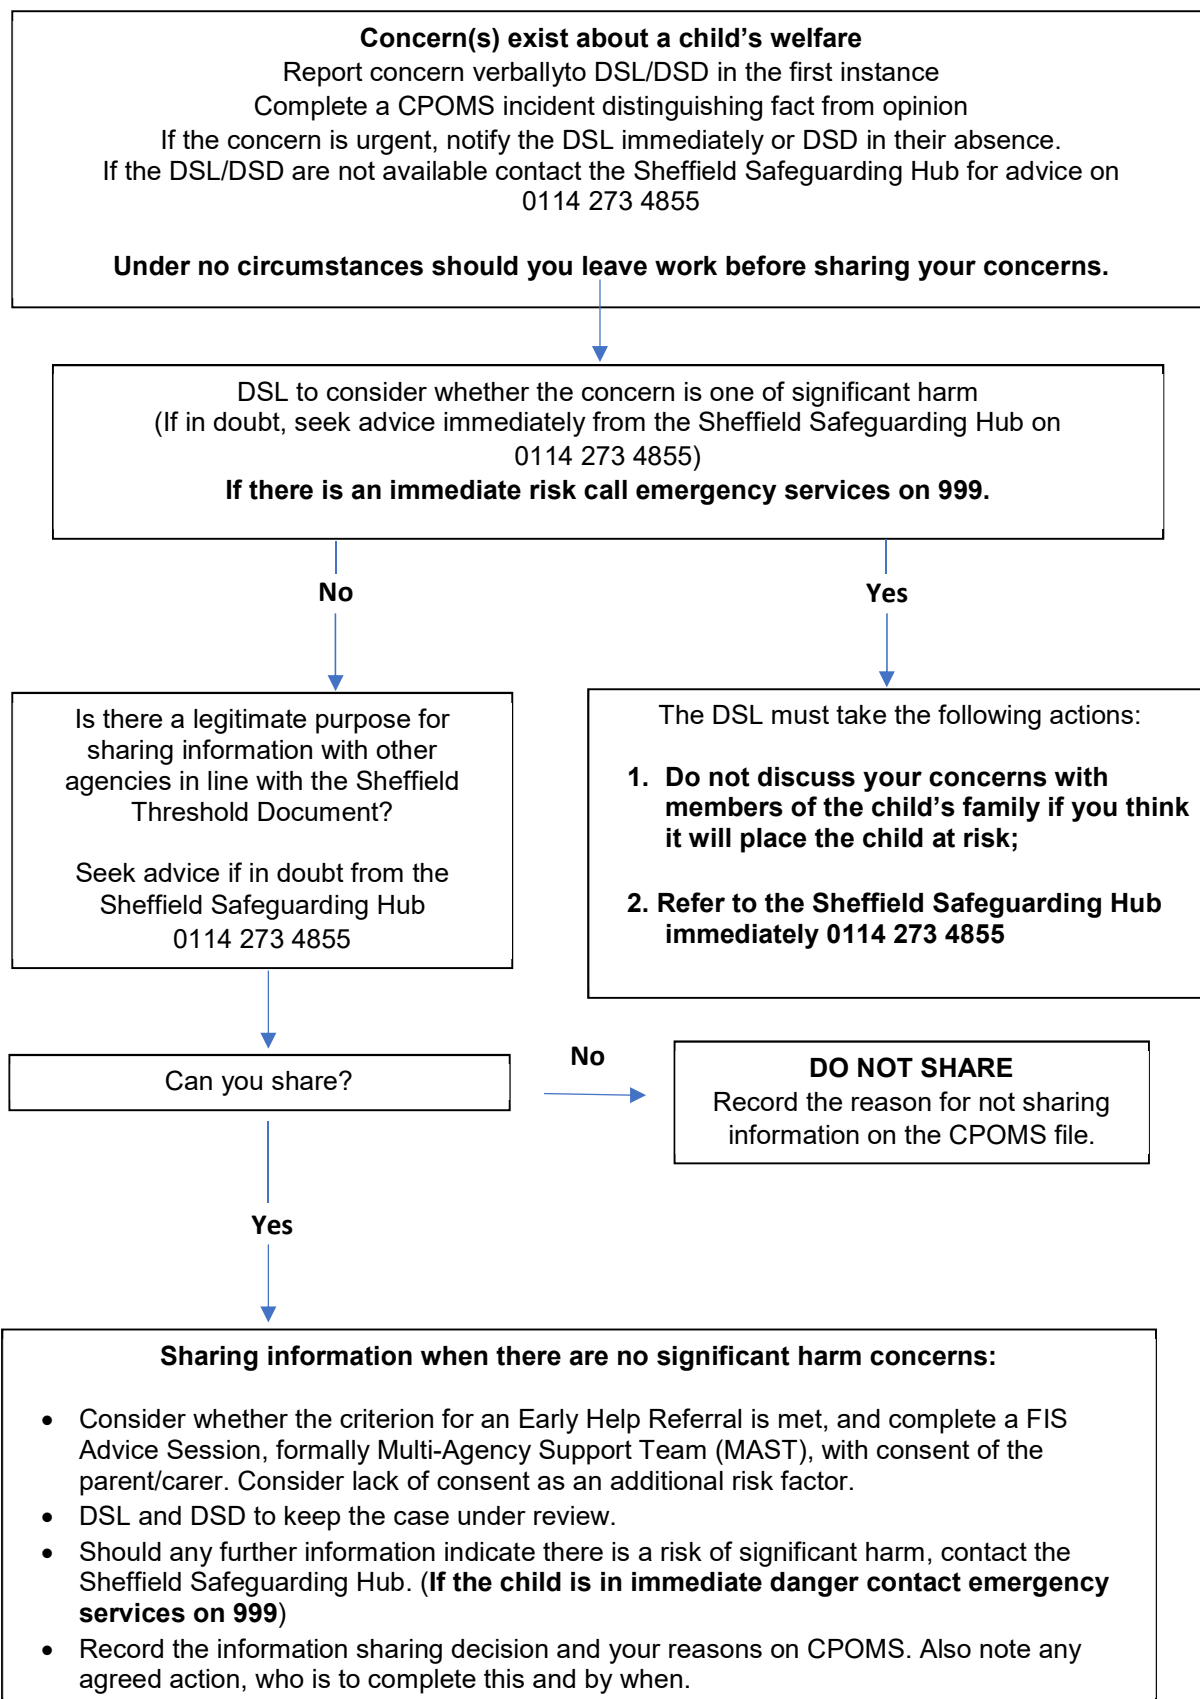 Concern(s) exist about a child’s welfare
Report concern verballyto DSL/DSD in the first instance
Complete a CPOMS incident distinguishing fact from opinion
If the concern is urgent, notify the DSL immediately or DSD in their absence.
If the DSL/DSD are not available contact the Sheffield Safeguarding Hub for advice on
0114 273 4855
Under no circumstances should you leave work before sharing your concerns.
DSL to consider whether the concern is one of significant harm
(If in doubt, seek advice immediately from the Sheffield Safeguarding Hub on
0114 273 4855)
If there is an immediate risk call emergency services on 999.
No
Yes
Is there a legitimate purpose for
sharing information with other
agencies in line with the Sheffield
Threshold Document?
Seek advice if in doubt from the
Sheffield Safeguarding Hub
0114 273 4855
The DSL must take the following actions:
1. Do not discuss your concerns with
members of the child’s family if you think
it will place the child at risk;
2. Refer to the Sheffield Safeguarding Hub
immediately 0114 273 4855
Can you share?
No
DO NOT SHARE
Record the reason for not sharing
information on the CPOMS file.
Yes
Sharing information when there are no significant harm concerns:
• Consider whether the criterion for an Early Help Referral is met, and complete a FIS
Advice Session, formally Multi-Agency Support Team (MAST), with consent of the
parent/carer. Consider lack of consent as an additional risk factor.
• DSL and DSD to keep the case under review.
• Should any further information indicate there is a risk of significant harm, contact the
Sheffield Safeguarding Hub. (If the child is in immediate danger contact emergency
services on 999)
• Record the information sharing decision and your reasons on CPOMS. Also note any
agreed action, who is to complete this and by when.